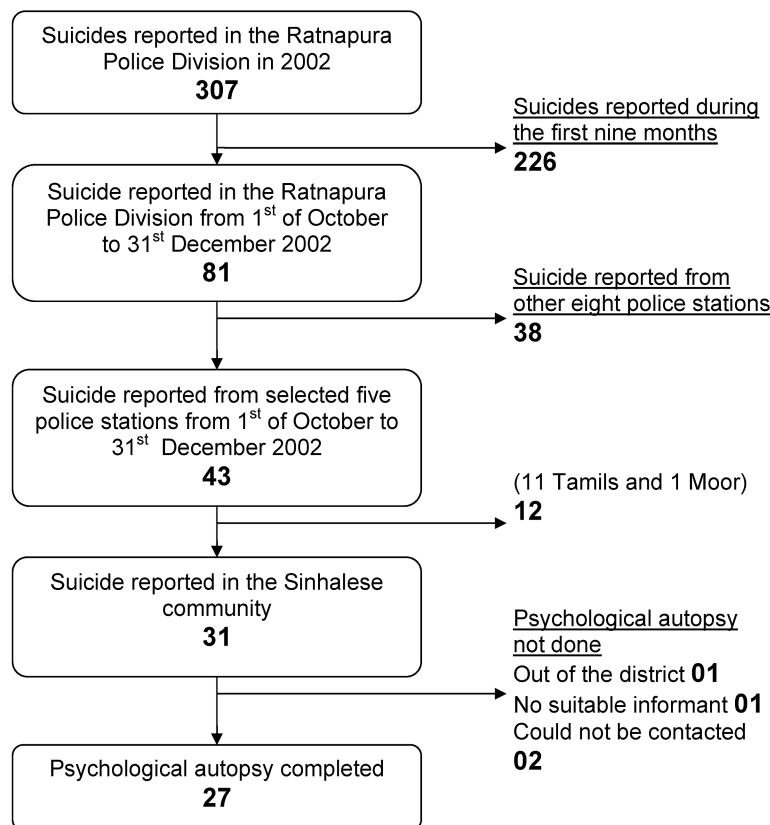 Suicides reported in the Ratnapura
Police Division in 2002
307
Suicides reported during
the first nine months
226
Suicide reported in the Ratnapura
Police Division from 1st of October
to 31st December 2002
81
Suicide reported from
other eight police stations
38
Suicide reported from selected five
police stations from 1st of October to
31st December 2002
43
(11 Tamils and 1 Moor)
12
Suicide reported in the Sinhalese
community
31
Psychological autopsy
not done
Out of the district 01
No suitable informant 01
Could not be contacted
02
Psychological autopsy completed
27